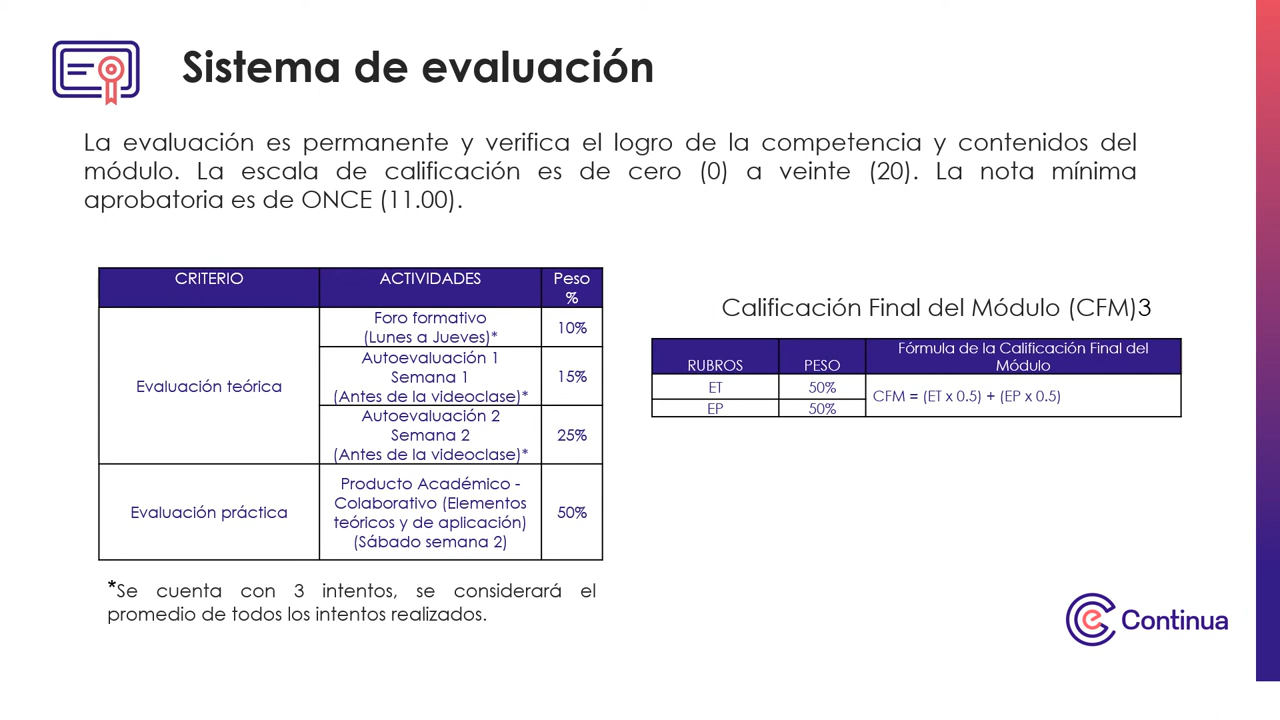 Sistema de evaluación
La evaluación es permanente y verifica el logro de la competencia y contenidos del
módulo. La escala de calificación es de cero (0) a veinte (20). La nota mínima
aprobatoria es de ONCE (11.00).
CRITERIO ACTIVIDADES Peso
%
Evaluación teórica
Foro formativo
(Lunes a Jueves)*
10%
Autoevaluación 1
Semana 1
(Antes de la videoclase)*
15%
Autoevaluación 2
Semana 2
(Antes de la videoclase)*
25%
Evaluación práctica
Producto Académico -
Colaborativo (Elementos
teóricos y de aplicación)
(Sábado semana 2)
50%
*Se cuenta con 3 intentos, se considerará el
promedio de todos los intentos realizados.
Calificación Final del Módulo (CFM)3
RUBROS PESO Fórmula de la Calificación Final del
Módulo
ET 50%
EP 50%
CFM = (ET x 0.5) + (EP x 0.5)
Continua